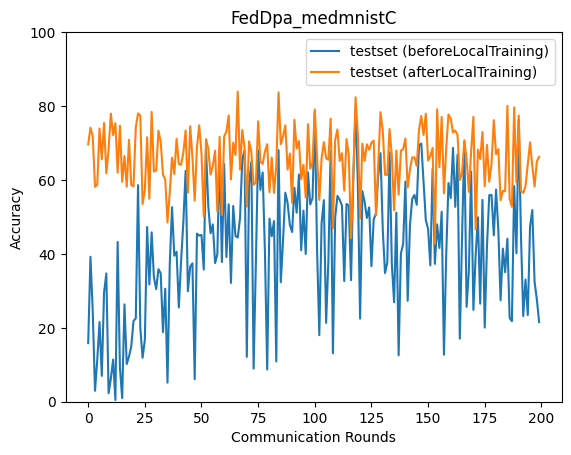 FedDpa_medmnistC
testset (beforeLocalTraining)
testset (afterLocalTraining)
Accuracy
100
80
60
40
20
0
0 25 50 75 100 125 150 175 200
Communication Rounds